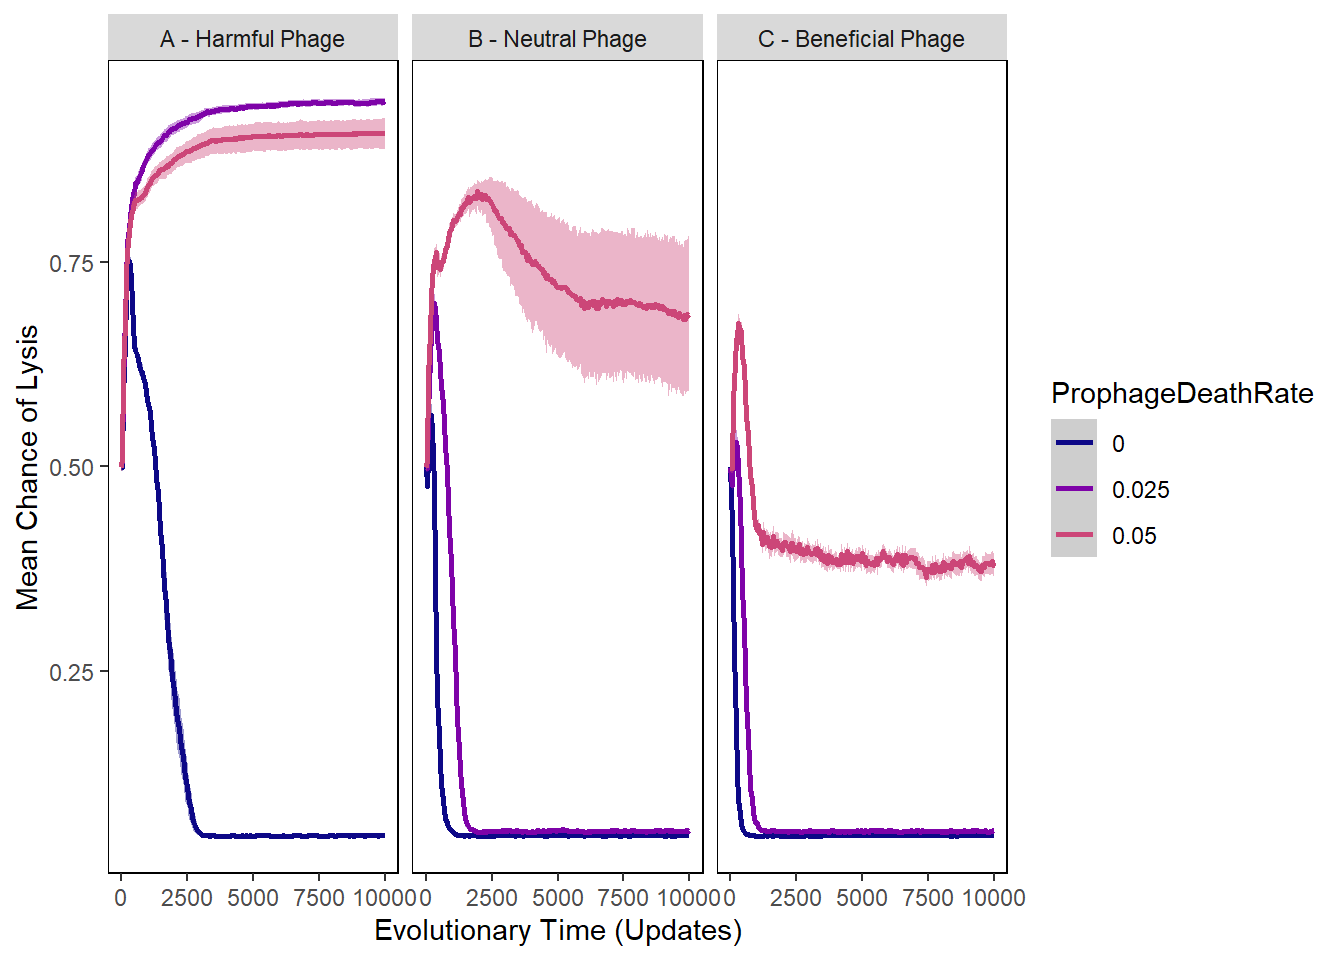 A - Harmful Phage
B - Neutral Phage
C - Beneficial Phage
Mean Chance of Lysis
0.75
0.50
0.25
0 2500 5000 7500 10000
0 2500 5000 7500 10000
0 2500 5000 7500 10000
Evolutionary Time (Updates)
ProphageDeathRate
0
0.025
0.05